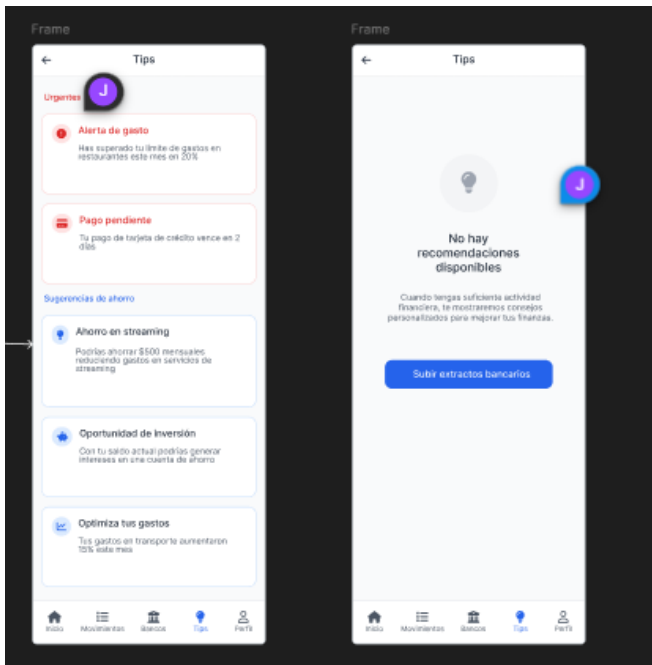 Frame
Tips
Urgentes
J
Alerta de gasto
Has superado tu límite de gastos en
restaurantes este mes en 20%
Pago pendiente
Tu pago de tarjeta de crédito vence en 2
días
Sugerencias de ahorro
Ahorro en streaming
Podrías ahorrar $500 mensuales
reduciendo gastos en servicios de
streaming
Oportunidad de inversión
Con tu saldo actual podrías generar
intereses en una cuenta de ahorro
Optimiza tus gastos
Tus gastos en transporte aumentaron
15% este mes
Inicio Movimientos Bancos Tips Perfil
Frame
Tips
J
No hay
recomendaciones
disponibles
Cuando tengas suficiente actividad
financiera, te mostraremos consejos
personalizados para mejorar tus finanzas.
Subir extractos bancarios
Inicio Movimientos Bancos Tips Perfil